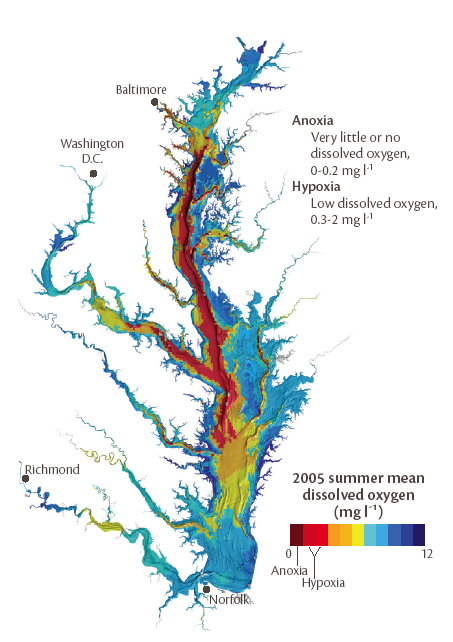 Baltimore
Washington
D.C.
Anoxia
Very little or no
dissolved oxygen,
0-0.2 mg l⁻¹
Hypoxia
Low dissolved oxygen,
0.3-2 mg l⁻¹
Richmond
2005 summer mean
dissolved oxygen
(mg l⁻¹)
0 12
Anoxia
Hypoxia
Norfolk